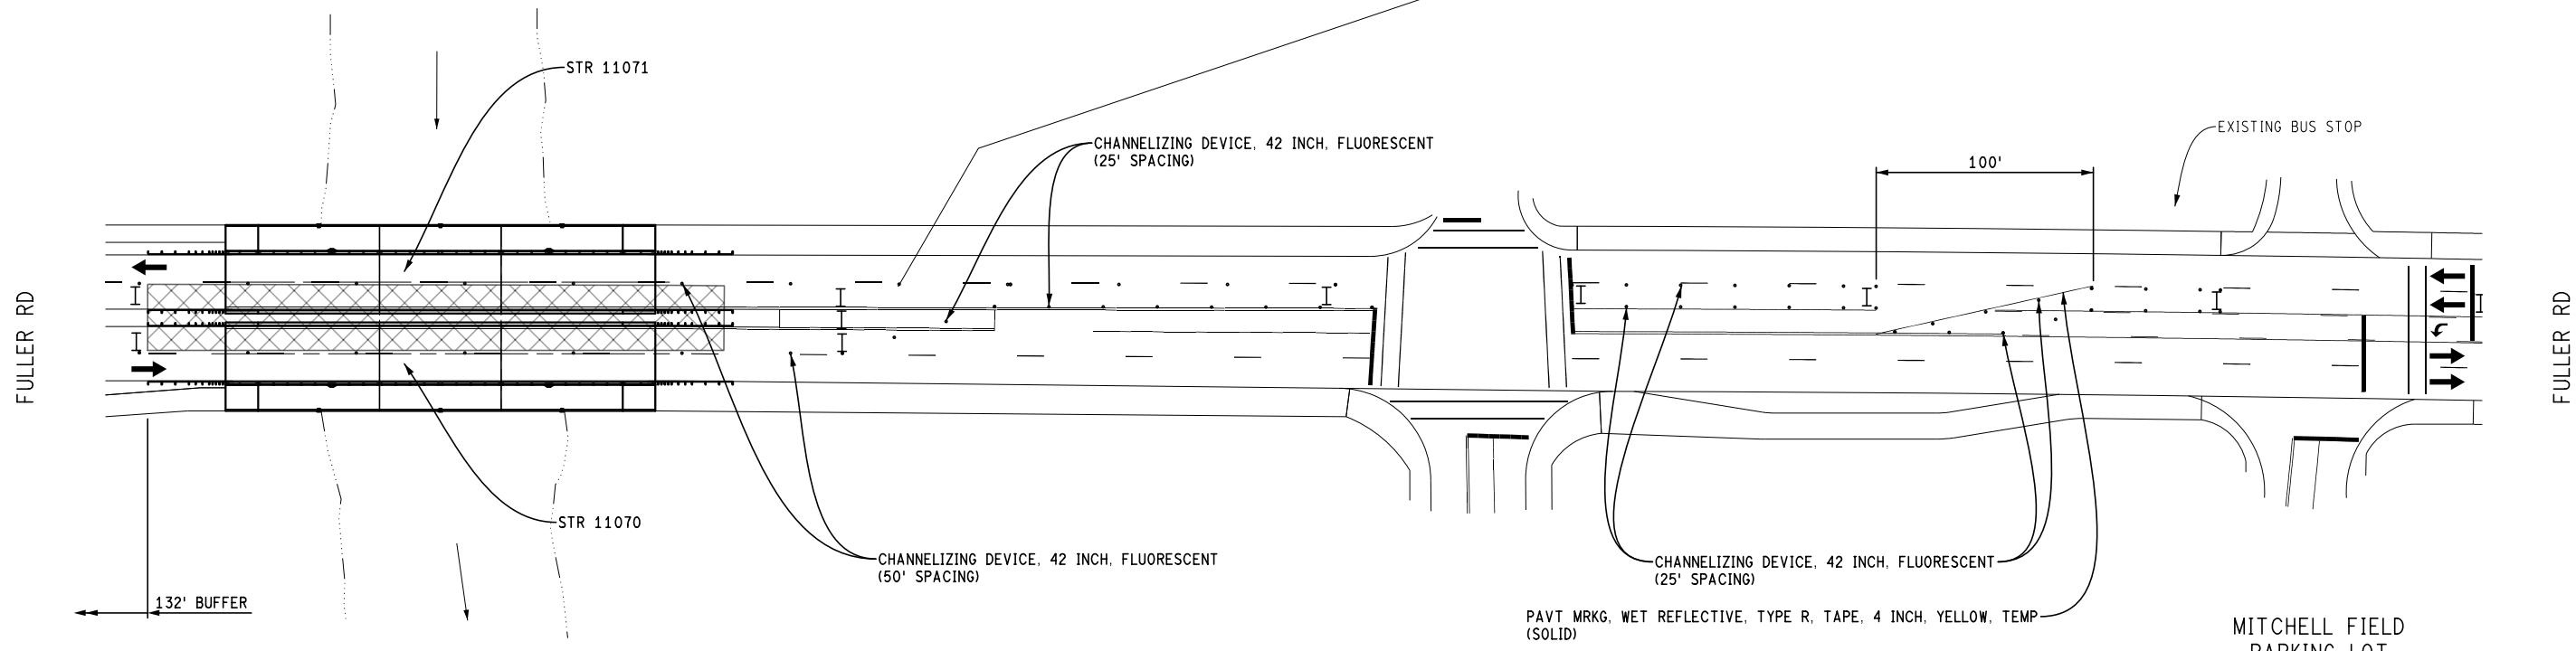 STR 11071
CHANNELIZING DEVICE, 42 INCH, FLUORESCENT
(25' SPACING)
EXISTING BUS STOP
100'
FULLER RD
FULLER RD
STR 11070
CHANNELIZING DEVICE, 42 INCH, FLUORESCENT
(50' SPACING)
CHANNELIZING DEVICE, 42 INCH, FLUORESCENT
(25' SPACING)
132' BUFFER
PAVT MRKG, WET REFLECTIVE, TYPE R, TAPE, 4 INCH, YELLOW, TEMP
(SOLID)
MITCHELL FIELD
PARKING LOT